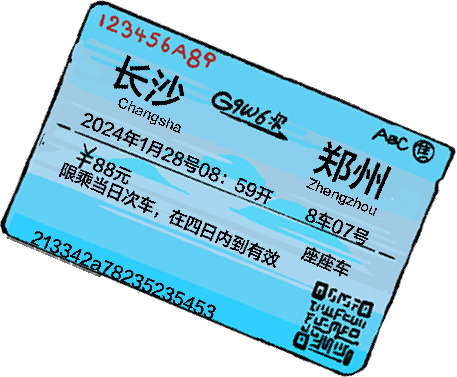 123456A89
长沙 G9W6次 ABC 售
Changsha 郑州
Zhengzhou
2024年1月28号08：59开 8车07号
￥88元 座座车
限乘当日次车，在四日内到有效
213342a78235235453